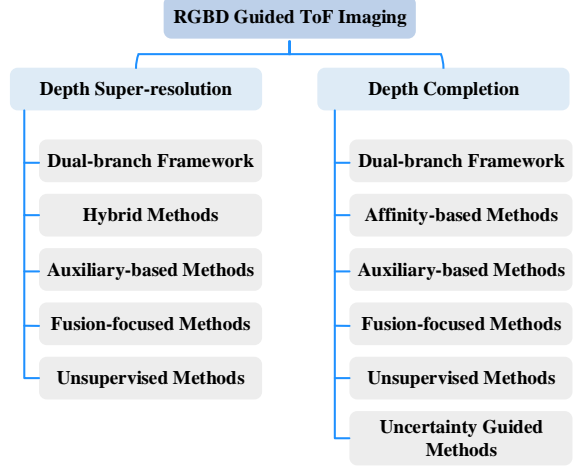 RGBD Guided ToF Imaging
Depth Super-resolution
Dual-branch Framework
Hybrid Methods
Auxiliary-based Methods
Fusion-focused Methods
Unsupervised Methods
Depth Completion
Dual-branch Framework
Affinity-based Methods
Auxiliary-based Methods
Fusion-focused Methods
Unsupervised Methods
Uncertainty Guided
Methods